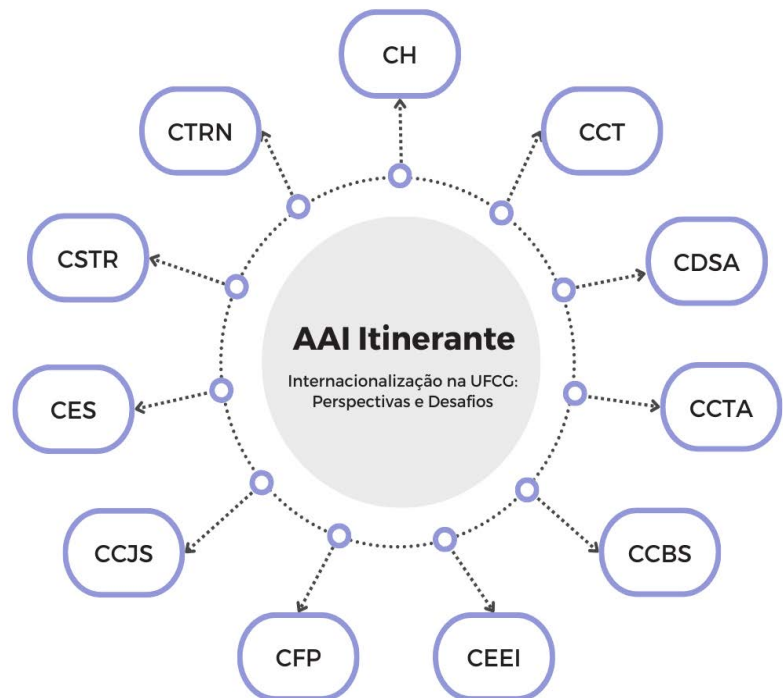 CH
CCT
CDSA
CCTA
CCBS
CEEI
CFP
CCJS
CES
CSTR
CTRN
AAI Itinerante
Internacionalização na UFCG:
Perspectivas e Desafios